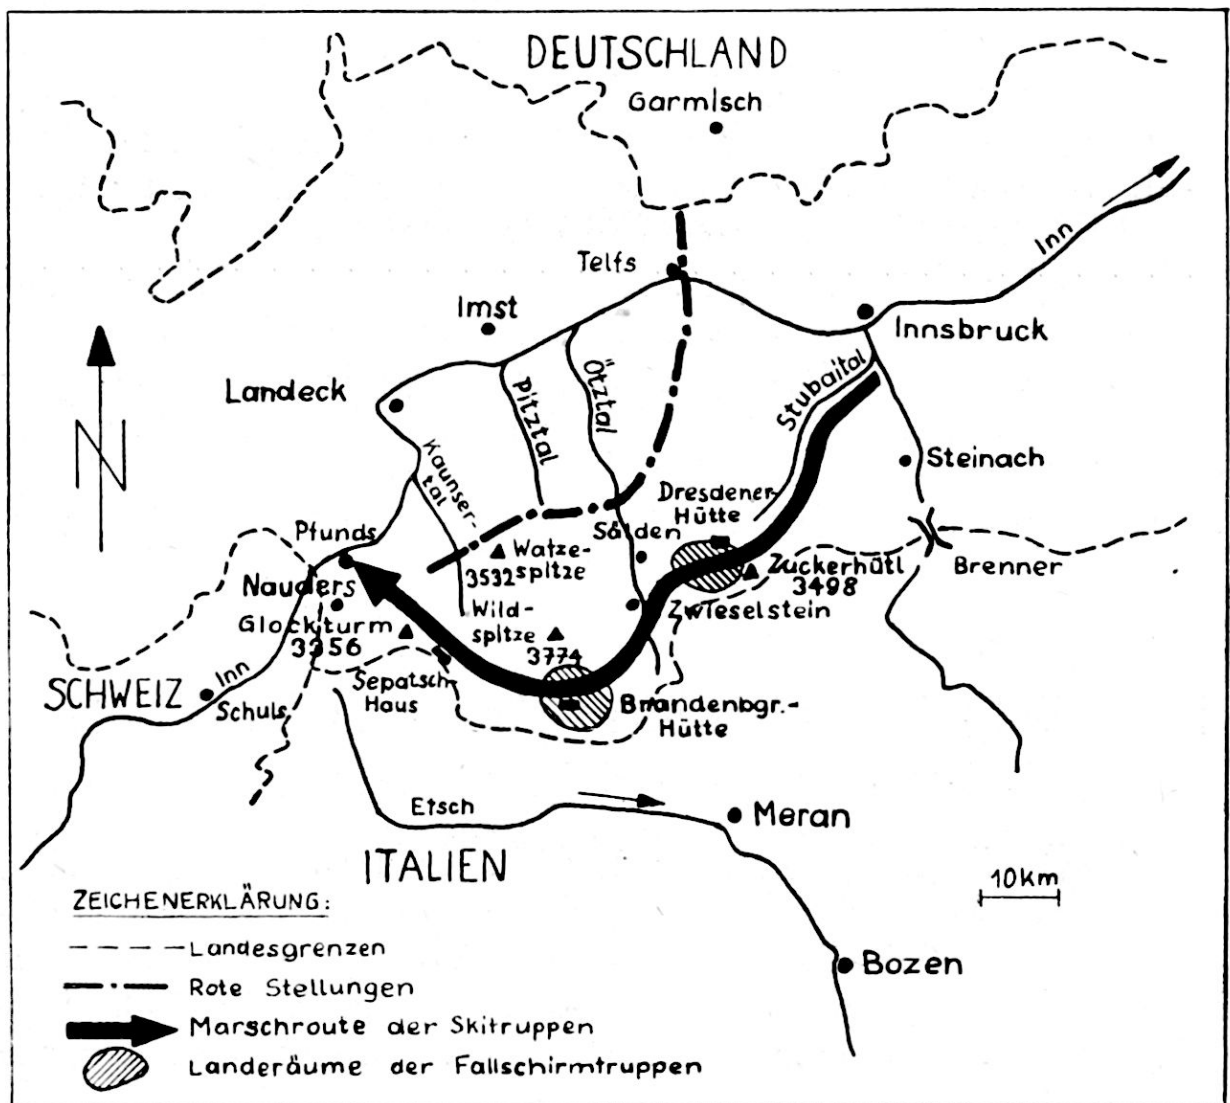 DEUTSCHLAND
Garmisch
Inn
Telfs
Imst
Innsbruck
Landeck
Pitztal
Ötztal
Stubaital
Kaunser-
tal
N
Steinach
Dresdener-
Hütte
Pfunds
Sölden
Watze-
spitze
3532
Zuckerhütl
3498
Brenner
Nauders
Zwieselstein
Wild-
spitze
3774
Glockturm
3356
SCHWEIZ
Inn
Schuls
Sepatsch-
Haus
Brandenbgr.-
Hütte
Etsch
Meran
ITALIEN
10 Km
Bozen
ZEICHENERKLÄRUNG:
Landesgrenzen
Rote Stellungen
Marschroute der Skitruppen
Landeräume der Fallschirmtruppen